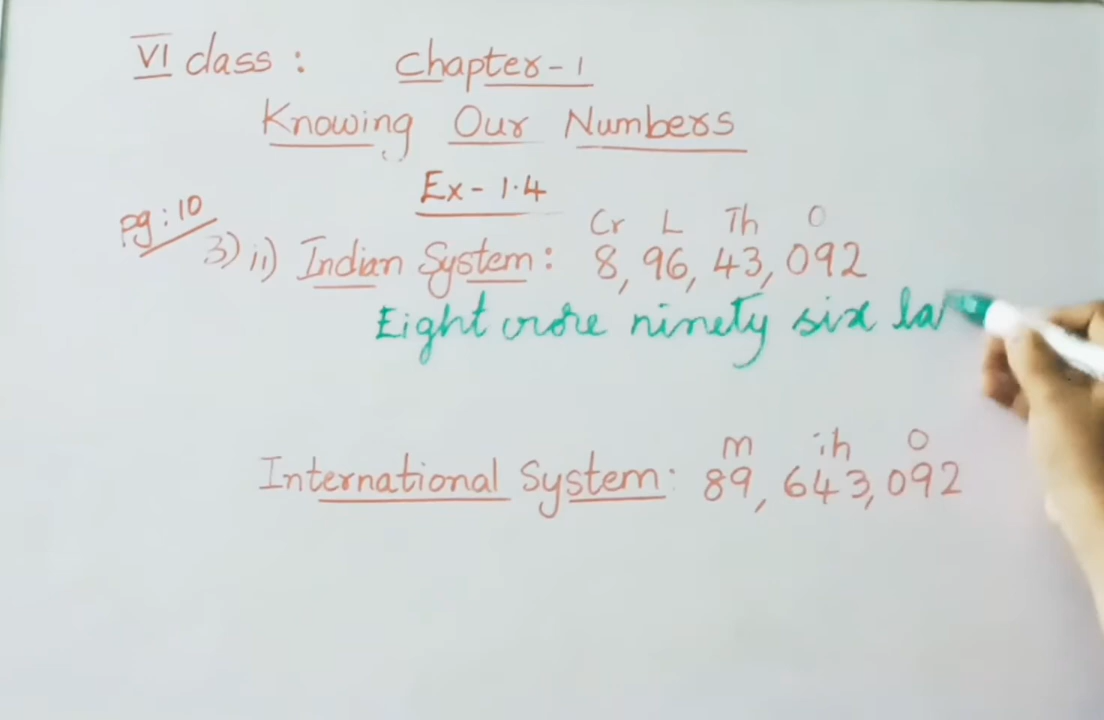 VI class : Chapter - 1
Knowing Our Numbers
Ex - 1.4
pg : 10
Cr L Th O
3) ii) Indian System : 8, 96, 43, 092
Eight crore ninety six la
m th O
International System : 89, 643, 092